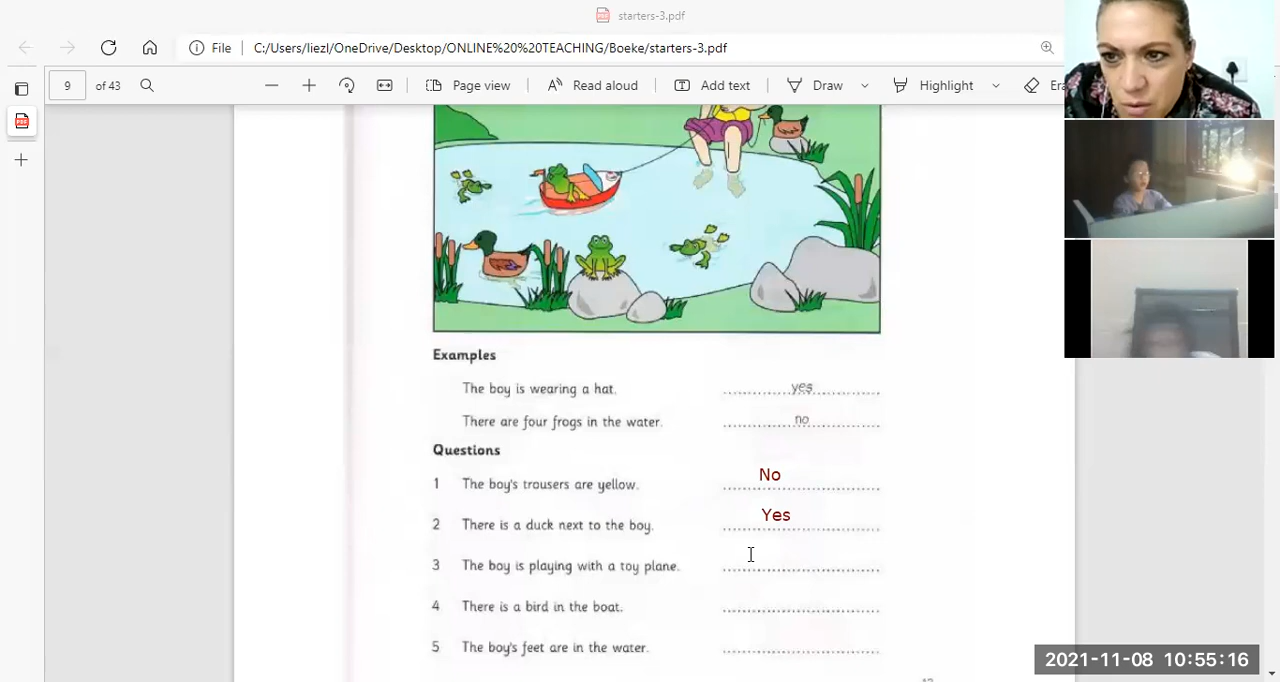 starters-3.pdf
File C:/Users/liezl/OneDrive/Desktop/ONLINE%20%20TEACHING/Boeke/starters-3.pdf
9 of 43 Page view Read aloud Add text Draw Highlight Era
Examples
The boy is wearing a hat. yes
There are four frogs in the water. no
Questions
1 The boy's trousers are yellow. No
2 There is a duck next to the boy. Yes
3 The boy is playing with a toy plane.
4 There is a bird in the boat.
5 The boy's feet are in the water.
2021-11-08 10:55:16